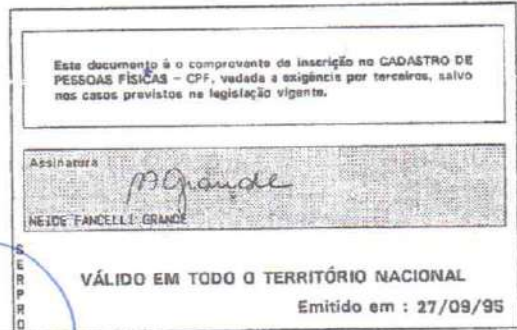 Este documento é o comprovante de inscrição no CADASTRO DE
PESSOAS FÍSICAS – CPF, vedada a exigência por terceiros, salvo
nos casos previstos na legislação vigente.
Assinatura
Grande
NEIDE FANCELLI GRANDE
SERPRO
VÁLIDO EM TODO O TERRITÓRIO NACIONAL
Emitido em : 27/09/95